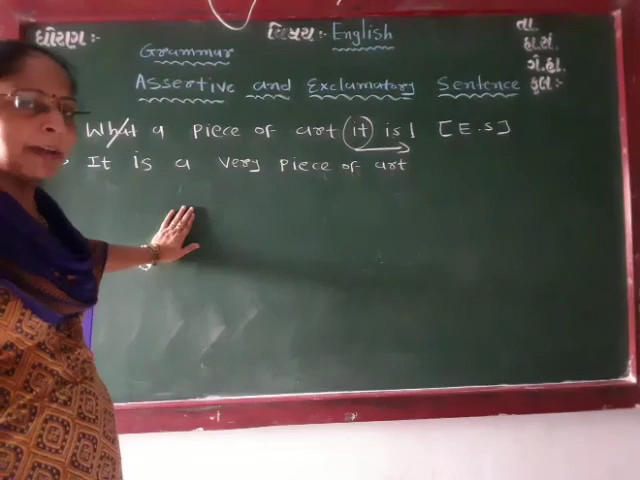 ધોરણ :- વિષય :- English તા.
Grammar હા.સં.
ગે.હા.
Assertive and Exclamatory Sentence કુલ :-
What a piece of art it is! [E.S]
It is a very piece of art